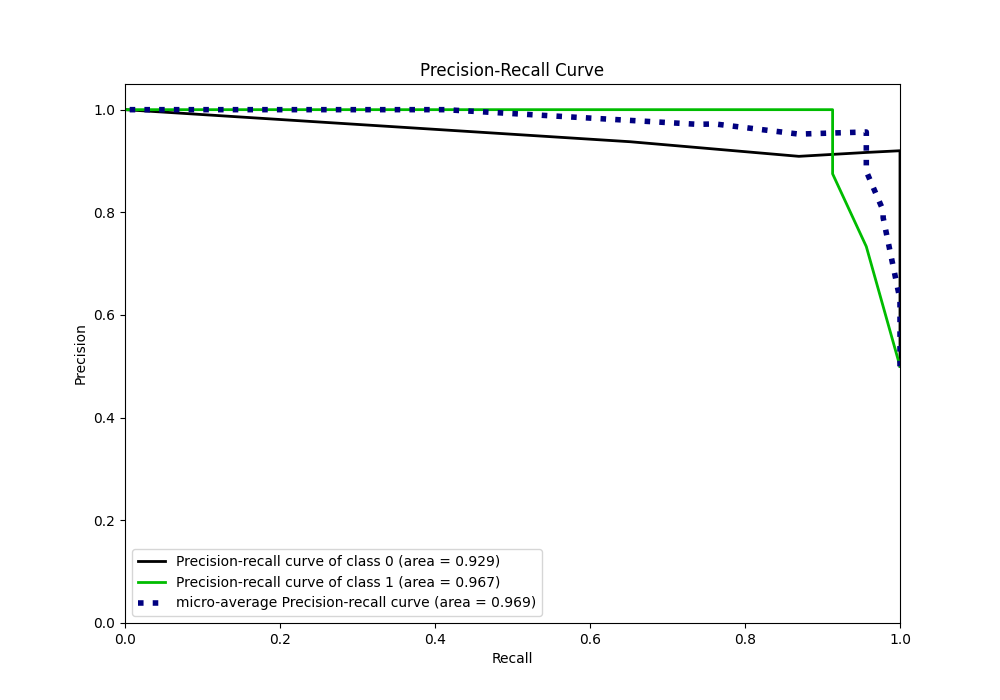 Precision-Recall Curve
1.0
0.8
0.6
0.4
0.2
0.0
Precision
Precision-recall curve of class 0 (area = 0.929)
Precision-recall curve of class 1 (area = 0.967)
micro-average Precision-recall curve (area = 0.969)
0.0 0.2 0.4 0.6 0.8 1.0
Recall